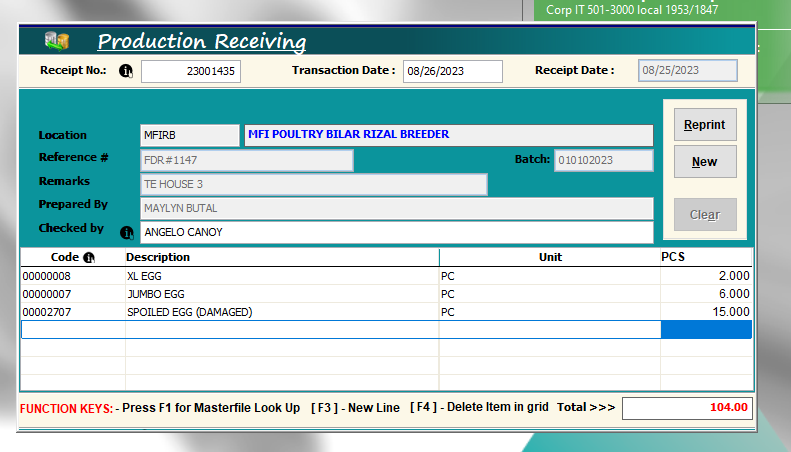 Corp IT 501-3000 local 1953/1847
Production Receiving
Receipt No.: 23001435 Transaction Date : 08/26/2023 Receipt Date : 08/25/2023
Location MFIRB MFI POULTRY BILAR RIZAL BREEDER
Reference # FDR#1147 Batch: 010102023
Remarks TE HOUSE 3
Prepared By MAYLYN BUTAL
Checked by ANGELO CANOY
Reprint
New
Clear
Code Description Unit PCS
00000008 XL EGG PC 2.000
00000007 JUMBO EGG PC 6.000
00002707 SPOILED EGG (DAMAGED) PC 15.000
FUNCTION KEYS: - Press F1 for Masterfile Look Up [ F3 ] - New Line [ F4 ] - Delete Item in grid Total >>> 104.00